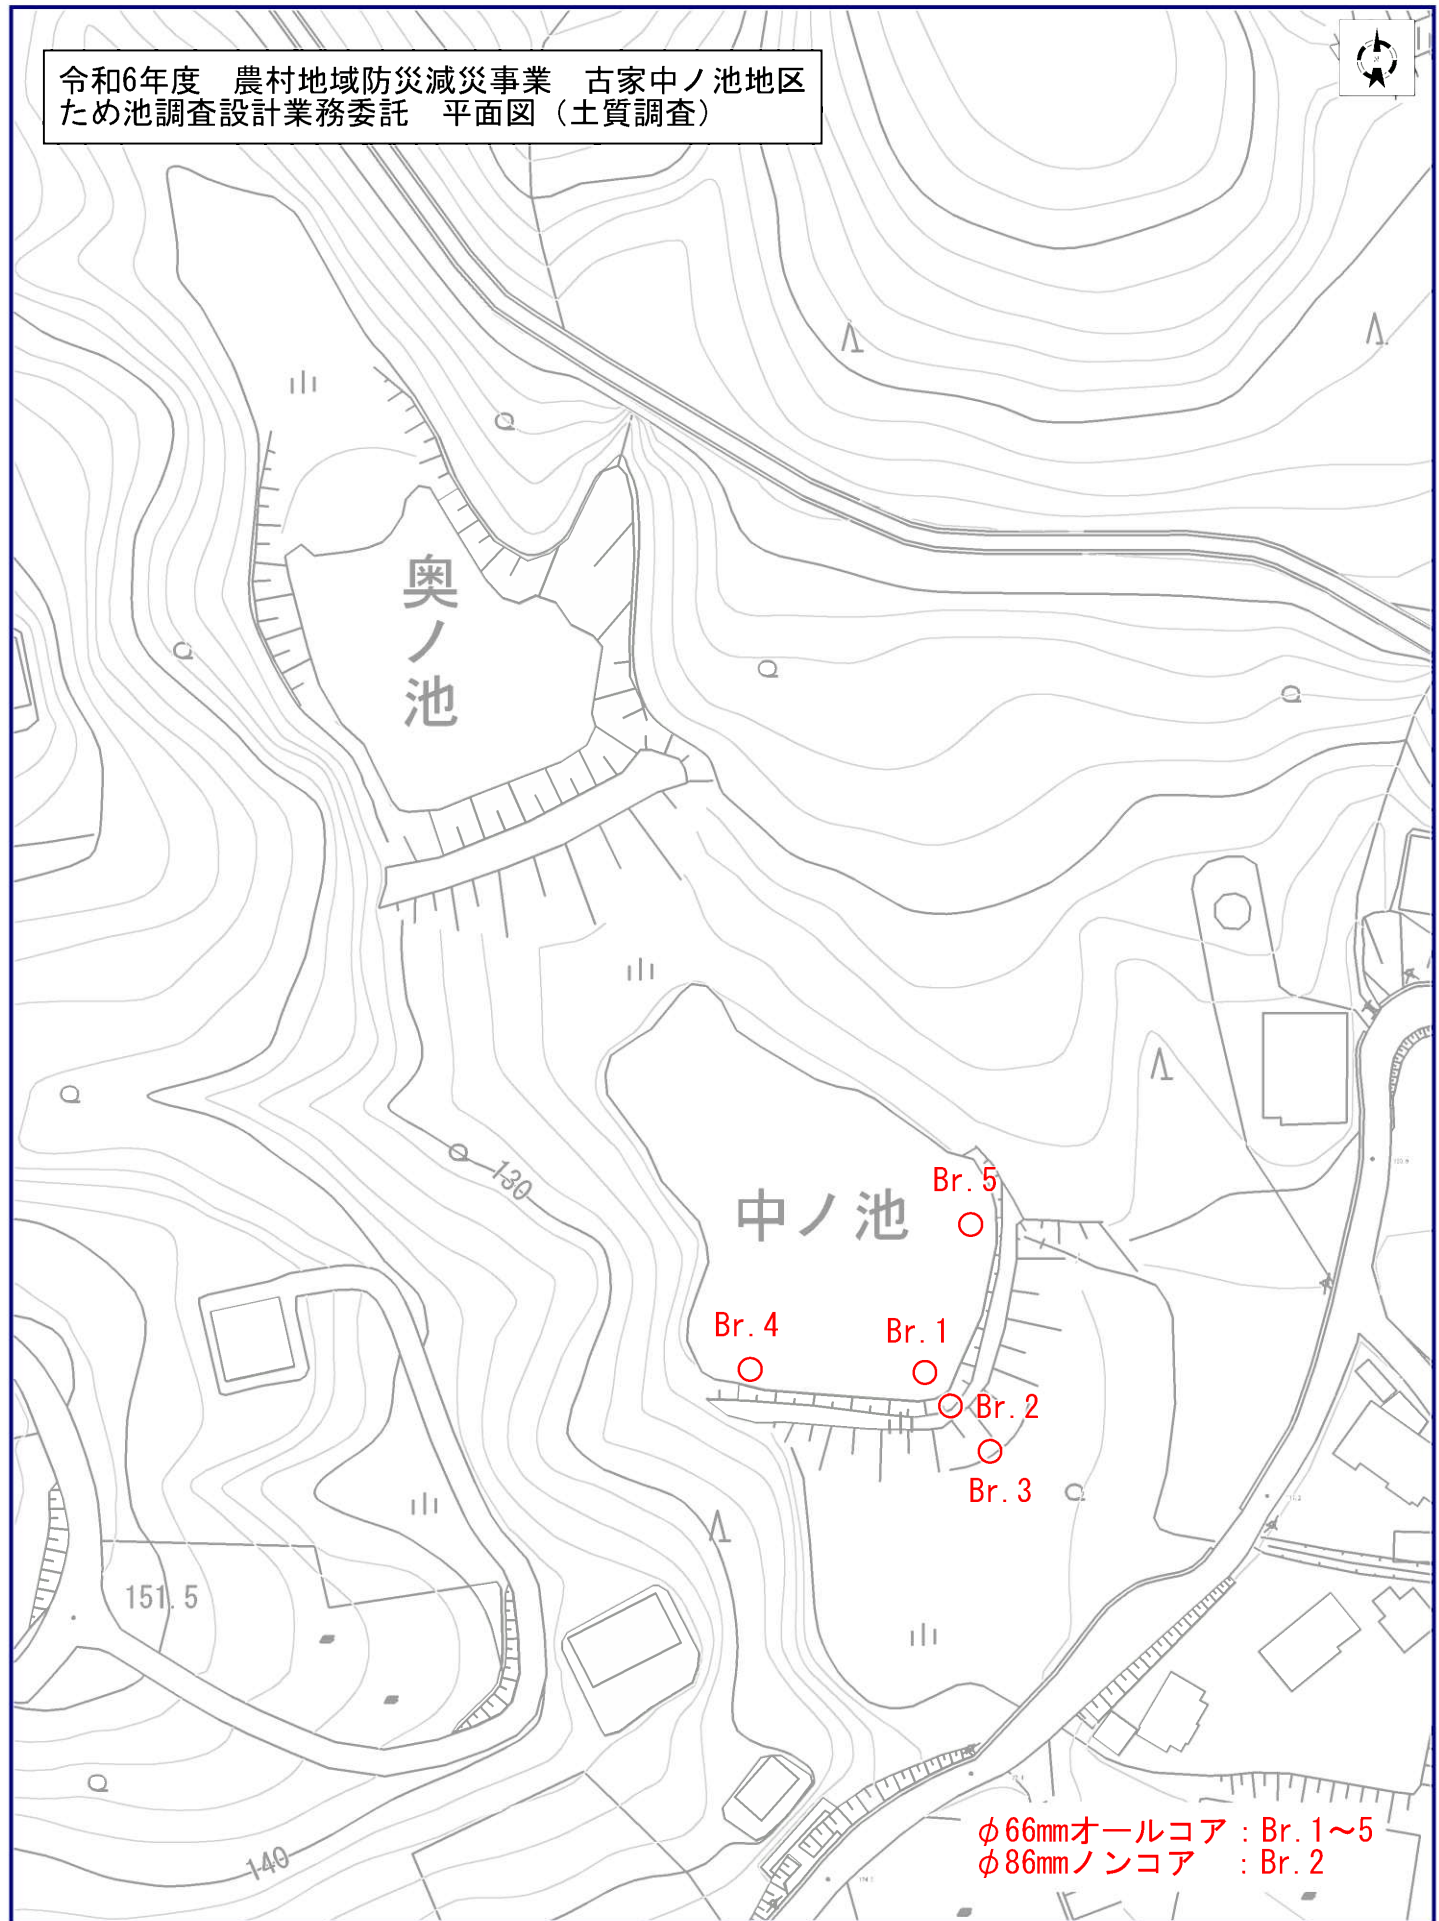 令和6年度　農村地域防災減災事業　古家中ノ池地区
ため池調査設計業務委託　平面図（土質調査）
奥ノ池
130
中ノ池
Br.5
Br.4
Br.1
Br.2
Br.3
151.5
140
φ66mmオールコア：Br.1～5
φ86mmノンコア　：Br.2